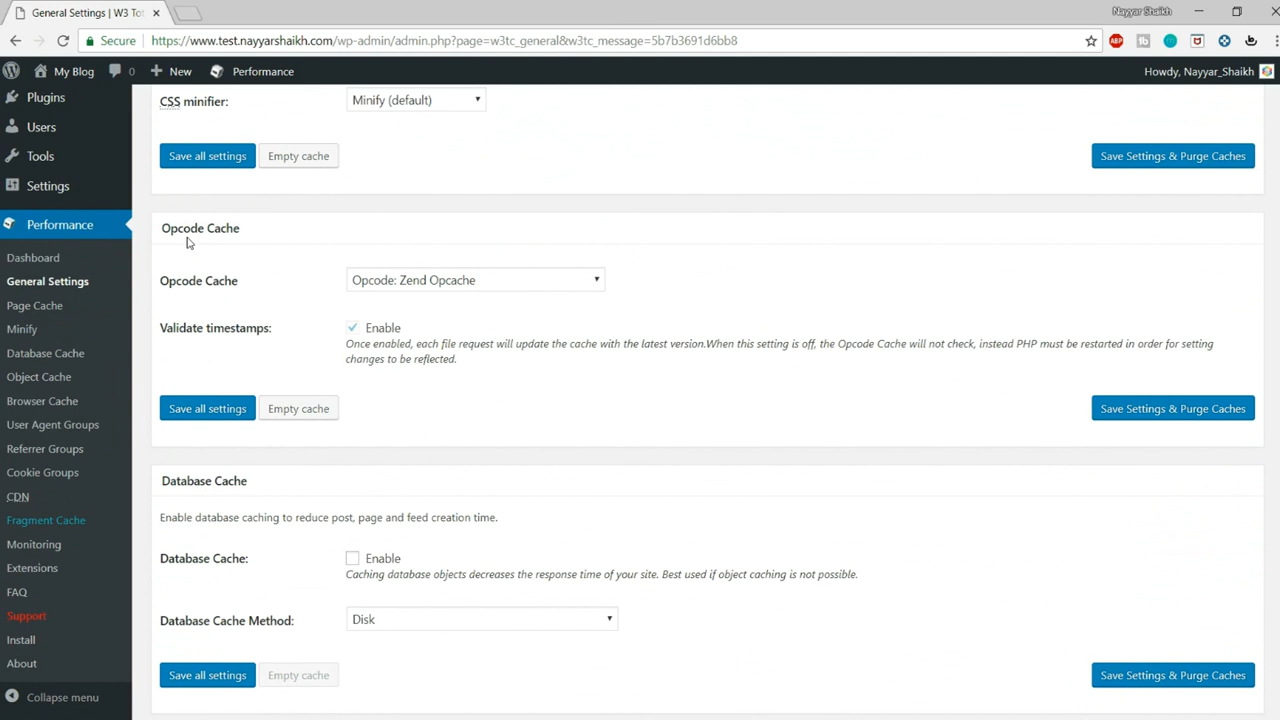 General Settings | W3 Tot
Nayyar Shaikh
Secure
https://www.test.nayyarshaikh.com/wp-admin/admin.php?page=w3tc_general&w3tc_message=5b7b3691d6bb8
ABP
My Blog
0
New
Performance
Howdy, Nayyar_Shaikh
Plugins
Users
Tools
Settings
Performance
Dashboard
General Settings
Page Cache
Minify
Database Cache
Object Cache
Browser Cache
User Agent Groups
Referrer Groups
Cookie Groups
CDN
Fragment Cache
Monitoring
Extensions
FAQ
Support
Install
About
Collapse menu
CSS minifier:
Minify (default)
Save all settings
Empty cache
Save Settings & Purge Caches
Opcode Cache
Opcode Cache
Opcode: Zend Opcache
Validate timestamps:
Enable
Once enabled, each file request will update the cache with the latest version.When this setting is off, the Opcode Cache will not check, instead PHP must be restarted in order for setting
changes to be reflected.
Save all settings
Empty cache
Save Settings & Purge Caches
Database Cache
Enable database caching to reduce post, page and feed creation time.
Database Cache:
Enable
Caching database objects decreases the response time of your site. Best used if object caching is not possible.
Database Cache Method:
Disk
Save all settings
Empty cache
Save Settings & Purge Caches